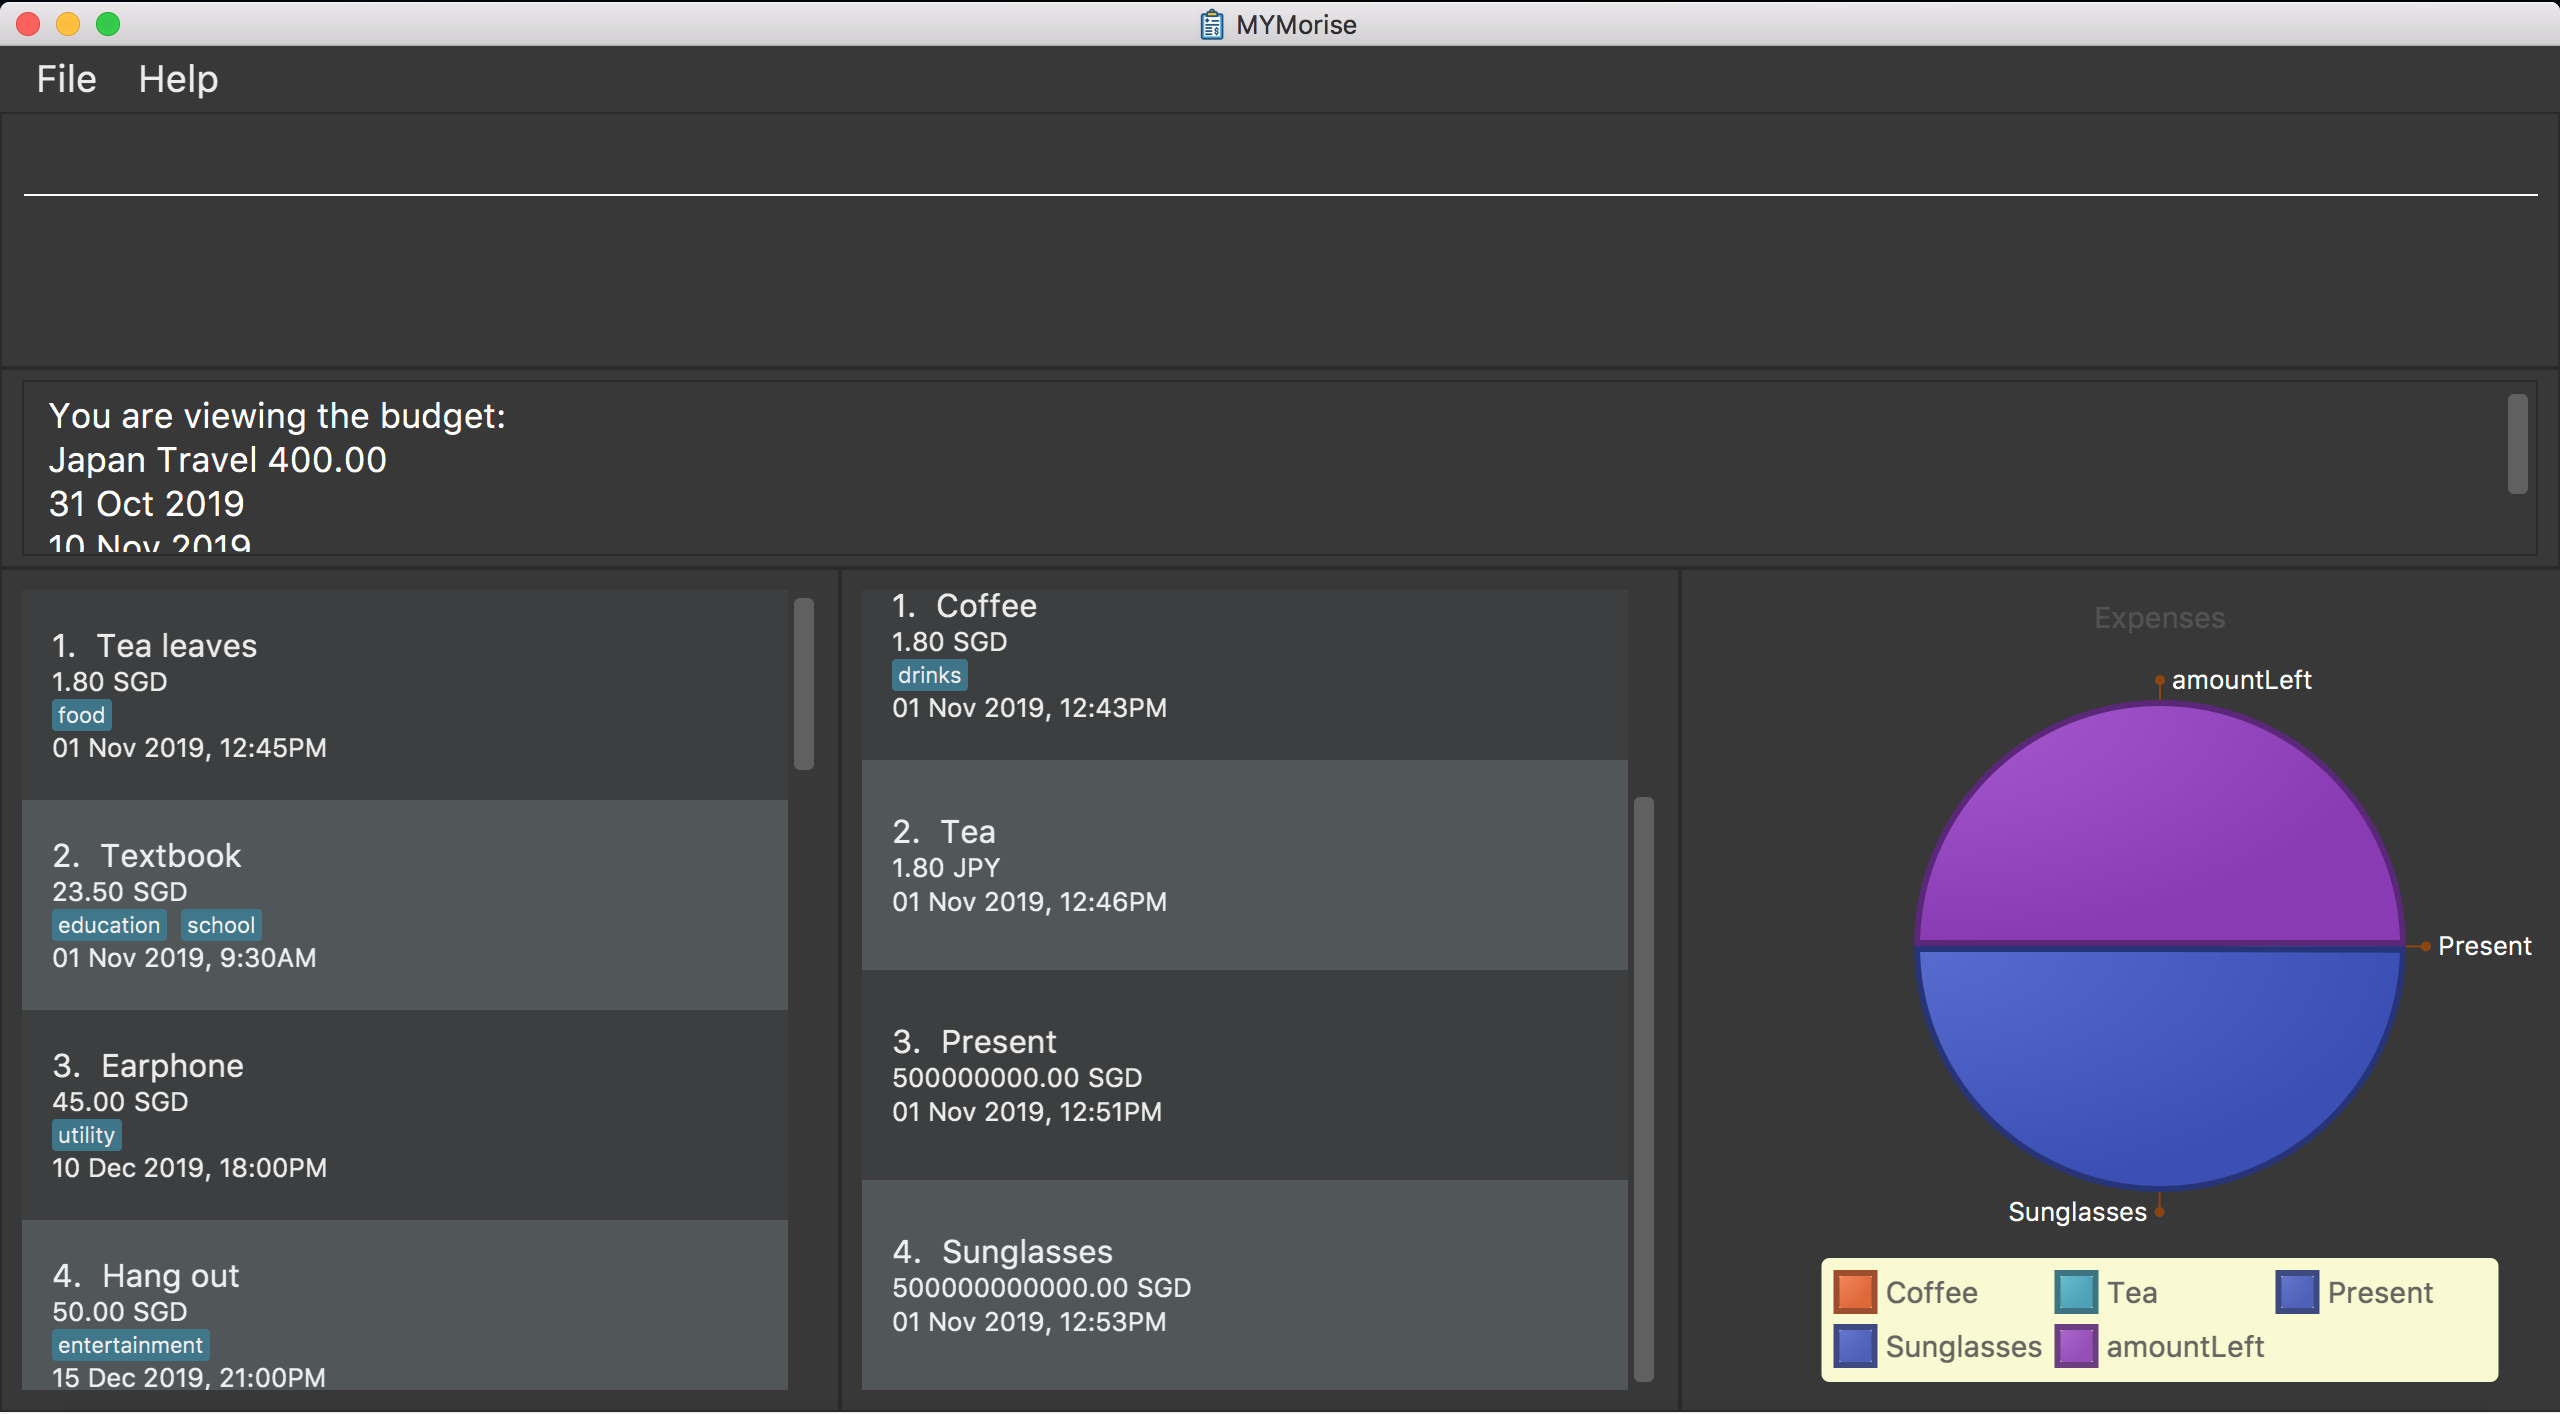 MYMorise
File Help
You are viewing the budget:
Japan Travel 400.00
31 Oct 2019
10 Nov 2019
1. Tea leaves
1.80 SGD
food
01 Nov 2019, 12:45PM
2. Textbook
23.50 SGD
education school
01 Nov 2019, 9:30AM
3. Earphone
45.00 SGD
utility
10 Dec 2019, 18:00PM
4. Hang out
50.00 SGD
entertainment
15 Dec 2019, 21:00PM
1. Coffee
1.80 SGD
drinks
01 Nov 2019, 12:43PM
2. Tea
1.80 JPY
01 Nov 2019, 12:46PM
3. Present
500000000.00 SGD
01 Nov 2019, 12:51PM
4. Sunglasses
500000000000.00 SGD
01 Nov 2019, 12:53PM
Expenses
amountLeft
Present
Sunglasses
Coffee Tea Present
Sunglasses amountLeft